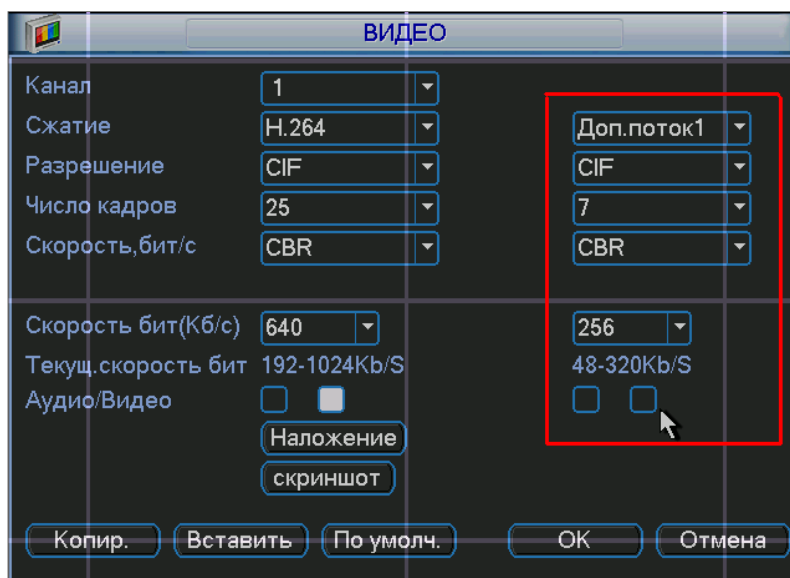 ВИДЕО
Канал 1
Сжатие H.264 Доп.поток1
Разрешение CIF CIF
Число кадров 25 7
Скорость,бит/с CBR CBR
Скорость бит(Кб/с) 640 256
Текущ.скорость бит 192-1024Kb/S 48-320Kb/S
Аудио/Видео
Наложение
скриншот
Копир. Вставить По умолч. OK Отмена